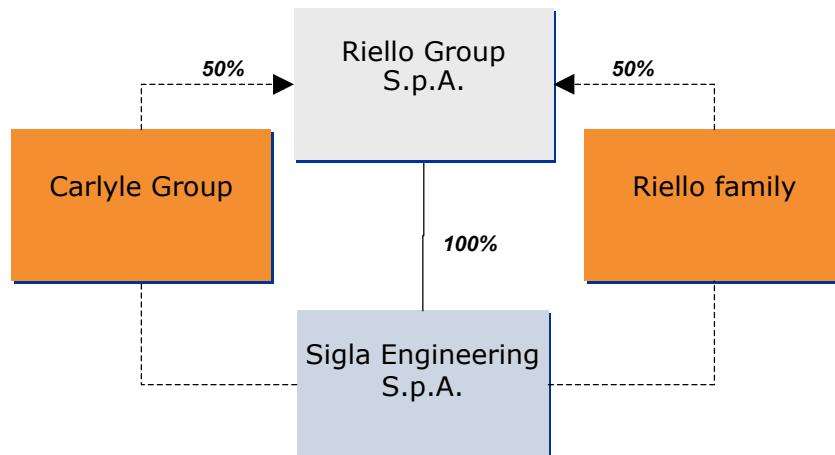 Riello Group
S.p.A.
50%
50%
Carlyle Group
Riello family
100%
Sigla Engineering
S.p.A.